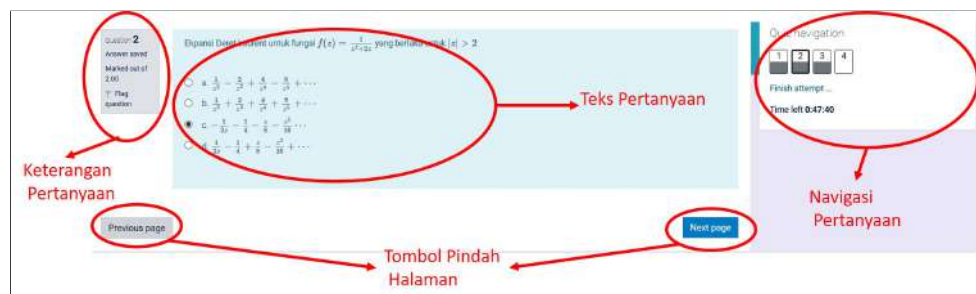 Question 2
Answer saved
Marked out of
2.00
Flag
question
Ekspansi Deret Laurent untuk fungsi f(z) = 1/(z²+2z) yang berlaku untuk |z| > 2
a. 1/z² − 2/z³ + 4/z⁴ − 8/z⁵ + ⋯
b. 1/z² + 2/z³ + 4/z⁴ + 8/z⁵ + ⋯
c. −1/2z − 1/4 − z/8 − z²/16 ⋯
d. 1/2z − 1/4 + z/8 − z²/16 + ⋯
Previous page
Next page
Quiz navigation
1 2 3 4
Finish attempt ...
Time left 0:47:40
Keterangan
Pertanyaan
Teks Pertanyaan
Navigasi
Pertanyaan
Tombol Pindah
Halaman